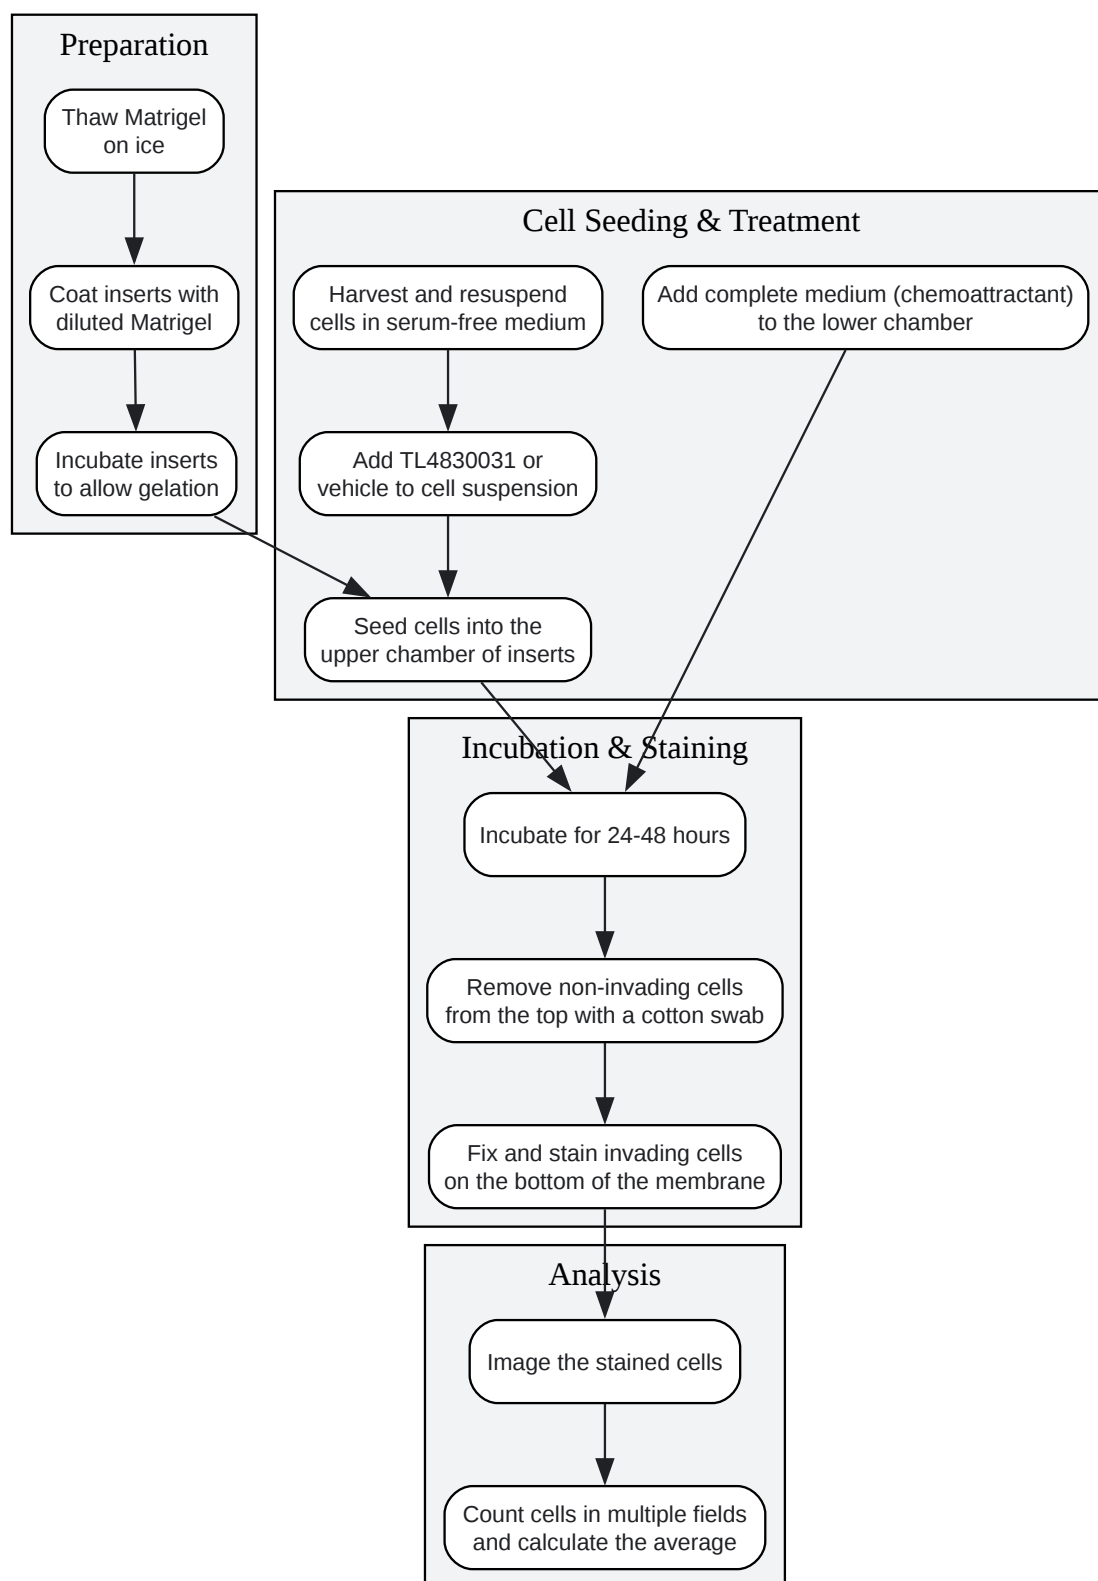 Preparation
Thaw Matrigel
on ice
Coat inserts with
diluted Matrigel
Incubate inserts
to allow gelation
Cell Seeding & Treatment
Harvest and resuspend
cells in serum-free medium
Add complete medium (chemoattractant)
to the lower chamber
Add TL4830031 or
vehicle to cell suspension
Seed cells into the
upper chamber of inserts
Incubation & Staining
Incubate for 24-48 hours
Remove non-invading cells
from the top with a cotton swab
Fix and stain invading cells
on the bottom of the membrane
Analysis
Image the stained cells
Count cells in multiple fields
and calculate the average